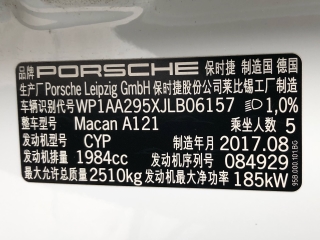 品牌 PORSCHE 保时捷 制造国 德国
生产厂 Porsche Leipzig GmbH 保时捷股份公司莱比锡工厂制造
车辆识别代号 WP1AA295XJLB06157 1,0%
整车型号 Macan A121 乘坐人数 5
发动机型号 CYP 制造年月 2017.08
发动机排量 1984cc 发动机序号 084929
最大允许总质量 2510kg 发动机最大净功率 185kW
95B.000.101BG